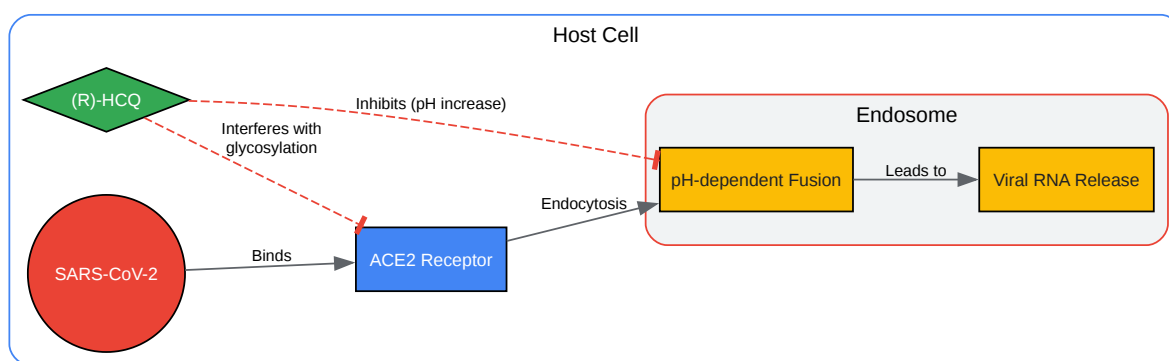 Host Cell
(R)-HCQ
Inhibits (pH increase)
Interferes with
glycosylation
Endosome
pH-dependent Fusion
Leads to
Viral RNA Release
Endocytosis
SARS-CoV-2
Binds
ACE2 Receptor